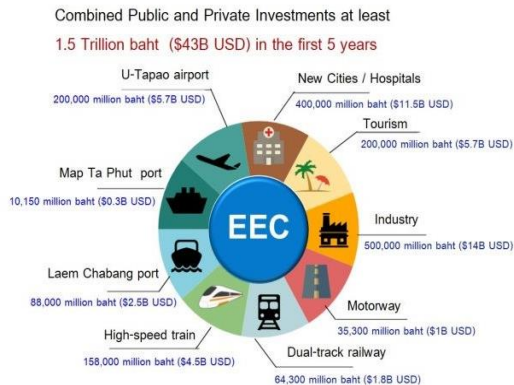 Combined Public and Private Investments at least
1.5 Trillion baht ($43B USD) in the first 5 years
U-Tapao airport
200,000 million baht ($5.7B USD)
New Cities / Hospitals
400,000 million baht ($11.5B USD)
Tourism
200,000 million baht ($5.7B USD)
Map Ta Phut port
10,150 million baht ($0.3B USD)
EEC
Industry
500,000 million baht ($14B USD)
Laem Chabang port
88,000 million baht ($2.5B USD)
Motorway
35,300 million baht ($1B USD)
High-speed train
158,000 million baht ($4.5B USD)
Dual-track railway
64,300 million baht ($1.8B USD)